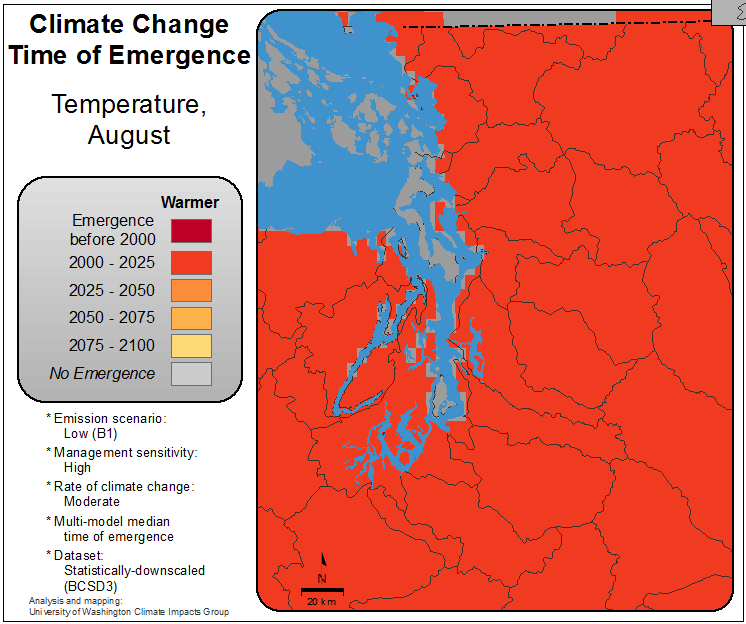 Climate Change
Time of Emergence
Temperature,
August
Warmer
Emergence
before 2000
2000 - 2025
2025 - 2050
2050 - 2075
2075 - 2100
No Emergence
* Emission scenario:
Low (B1)
* Management sensitivity:
High
* Rate of climate change:
Moderate
* Multi-model median
time of emergence
* Dataset:
Statistically-downscaled
(BCSD3)
Analysis and mapping:
University of Washington Climate Impacts Group
N
20 km